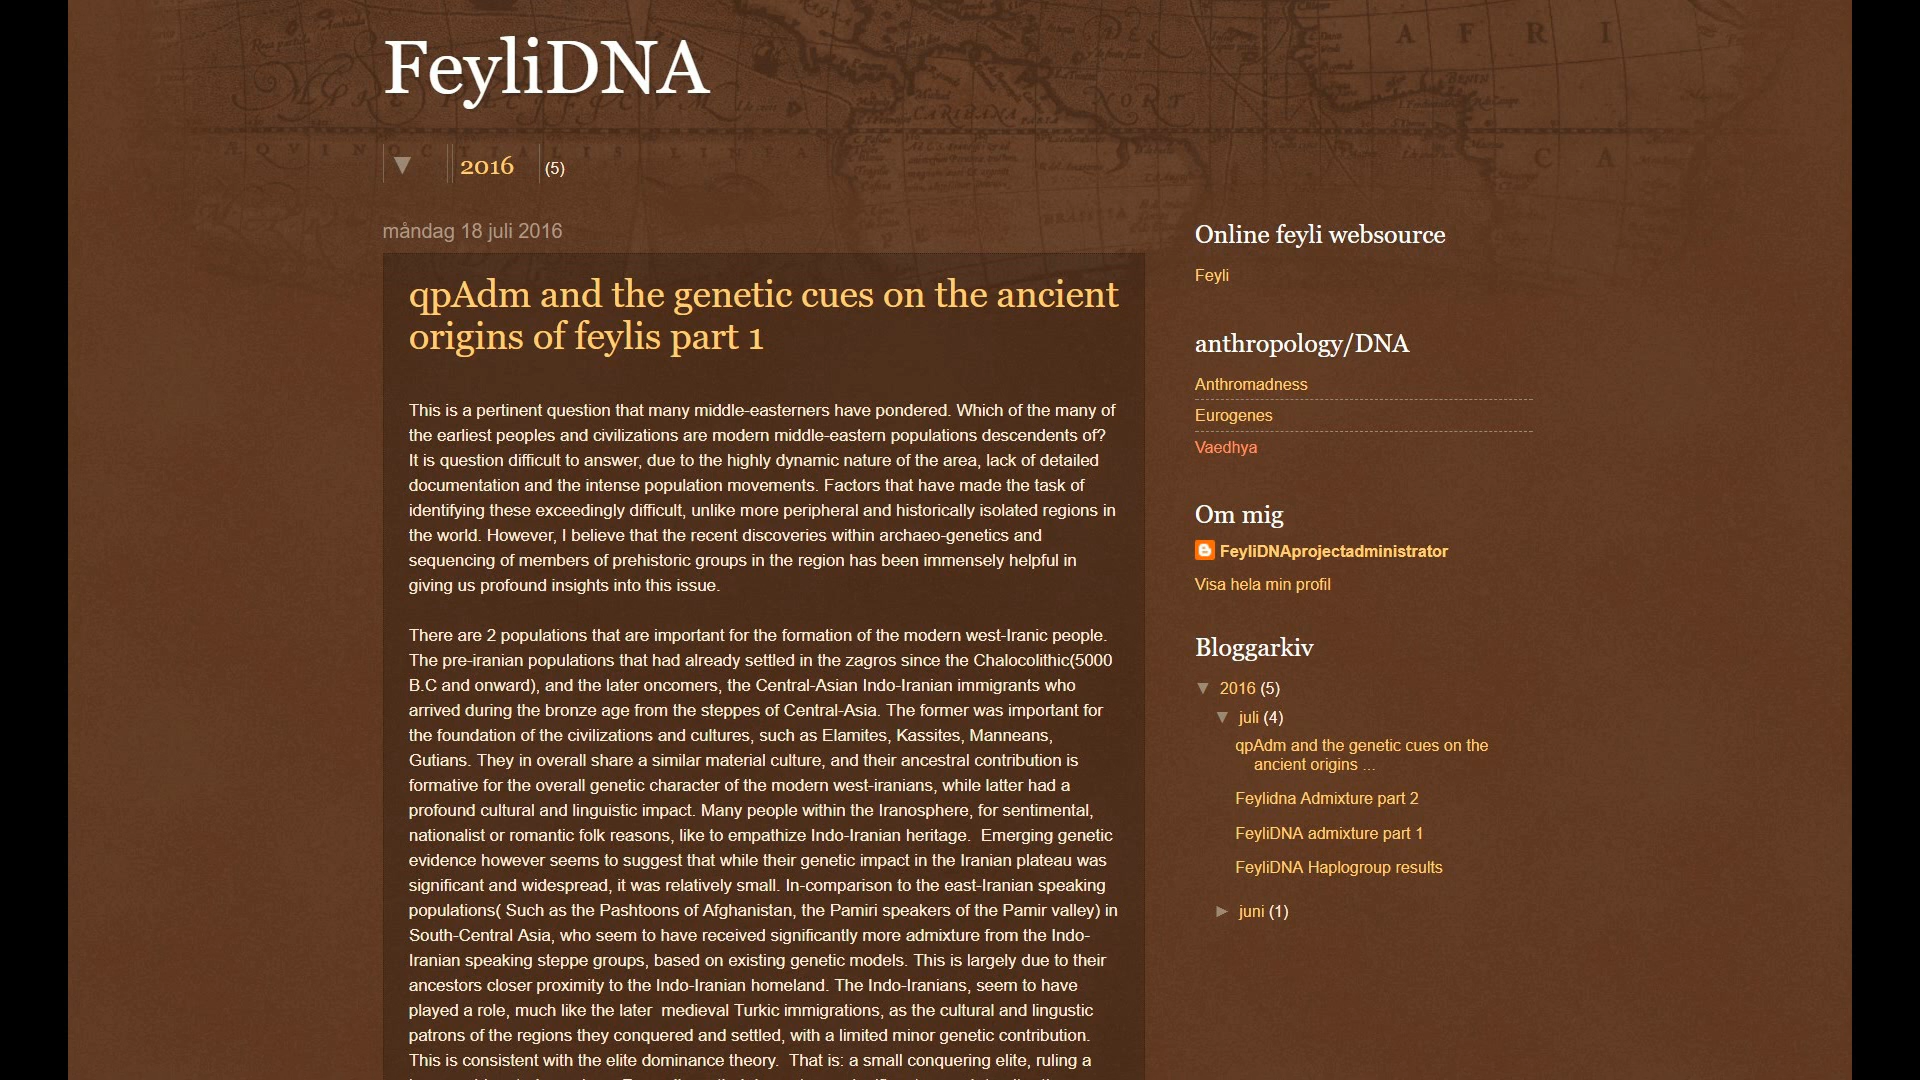 FeyliDNA
▼ 2016 (5)
måndag 18 juli 2016
qpAdm and the genetic cues on the ancient
origins of feylis part 1
This is a pertinent question that many middle-easterners have pondered. Which of the many of
the earliest peoples and civilizations are modern middle-eastern populations descendents of?
It is question difficult to answer, due to the highly dynamic nature of the area, lack of detailed
documentation and the intense population movements. Factors that have made the task of
identifying these exceedingly difficult, unlike more peripheral and historically isolated regions in
the world. However, I believe that the recent discoveries within archaeo-genetics and
sequencing of members of prehistoric groups in the region has been immensely helpful in
giving us profound insights into this issue.
There are 2 populations that are important for the formation of the modern west-Iranic people.
The pre-iranian populations that had already settled in the zagros since the Chalocolithic(5000
B.C and onward), and the later oncomers, the Central-Asian Indo-Iranian immigrants who
arrived during the bronze age from the steppes of Central-Asia. The former was important for
the foundation of the civilizations and cultures, such as Elamites, Kassites, Manneans,
Gutians. They in overall share a similar material culture, and their ancestral contribution is
formative for the overall genetic character of the modern west-iranians, while latter had a
profound cultural and linguistic impact. Many people within the Iranosphere, for sentimental,
nationalist or romantic folk reasons, like to empathize Indo-Iranian heritage.  Emerging genetic
evidence however seems to suggest that while their genetic impact in the Iranian plateau was
significant and widespread, it was relatively small. In-comparison to the east-Iranian speaking
populations( Such as the Pashtoons of Afghanistan, the Pamiri speakers of the Pamir valley) in
South-Central Asia, who seem to have received significantly more admixture from the Indo-
Iranian speaking steppe groups, based on existing genetic models. This is largely due to their
ancestors closer proximity to the Indo-Iranian homeland. The Indo-Iranians, seem to have
played a role, much like the later  medieval Turkic immigrations, as the cultural and lingustic
patrons of the regions they conquered and settled, with a limited minor genetic contribution.
This is consistent with the elite dominance theory.  That is: a small conquering elite, ruling a
Online feyli websource
Feyli
anthropology/DNA
Anthromadness
Eurogenes
Vaedhya
Om mig
FeyliDNAprojectadministrator
Visa hela min profil
Bloggarkiv
▼ 2016 (5)
▼ juli (4)
qpAdm and the genetic cues on the
ancient origins ...
Feylidna Admixture part 2
FeyliDNA admixture part 1
FeyliDNA Haplogroup results
► juni (1)